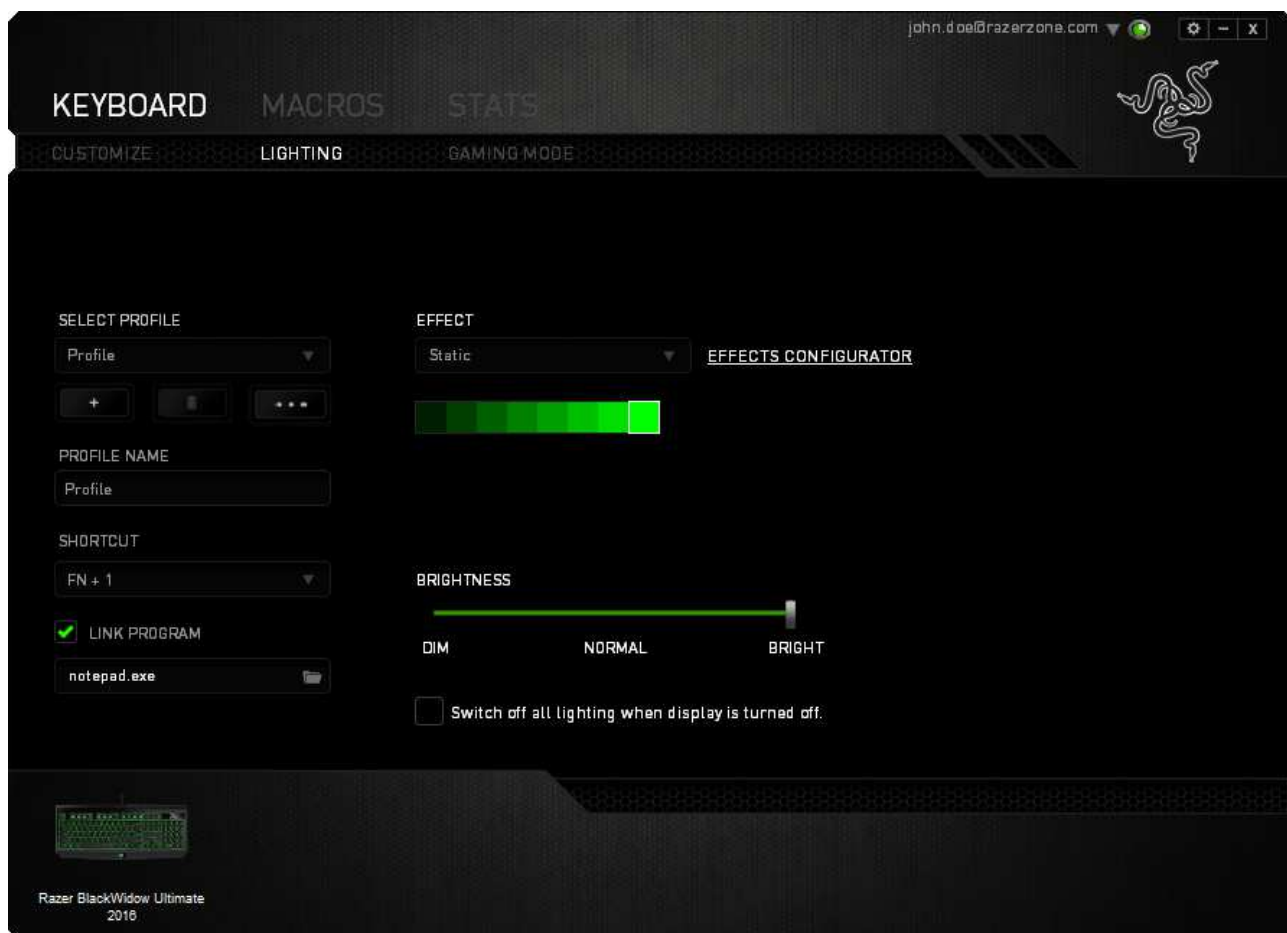 john.doe@razerzone.com
KEYBOARD MACROS STATS
CUSTOMIZE LIGHTING GAMING MODE
SELECT PROFILE
Profile
PROFILE NAME
Profile
SHORTCUT
FN + 1
LINK PROGRAM
notepad.exe
EFFECT
Static
EFFECTS CONFIGURATOR
BRIGHTNESS
DIM NORMAL BRIGHT
Switch off all lighting when display is turned off.
Razer BlackWidow Ultimate
2016